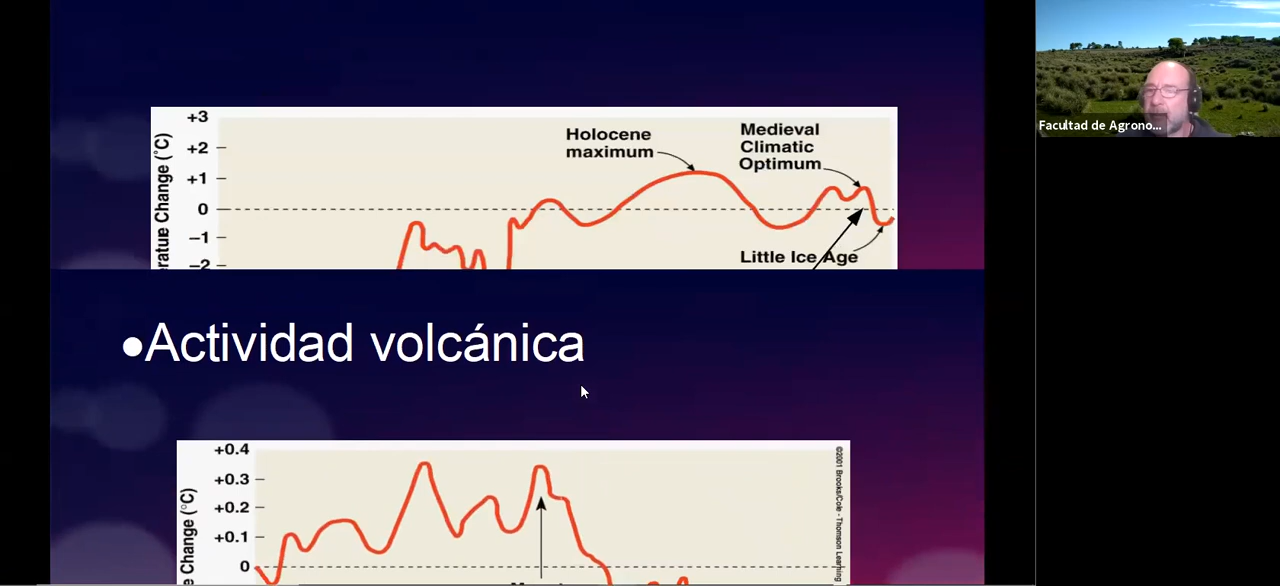 +3
+2
+1
0
−1
−2
Change (°C)
Holocene
maximum
Medieval
Climatic
Optimum
Little Ice Age
Facultad de Agrono...
•Actividad volcánica
+0.4
+0.3
+0.2
+0.1
0
Change (°C)
©2001 Brooks/Cole - Thomson Learning